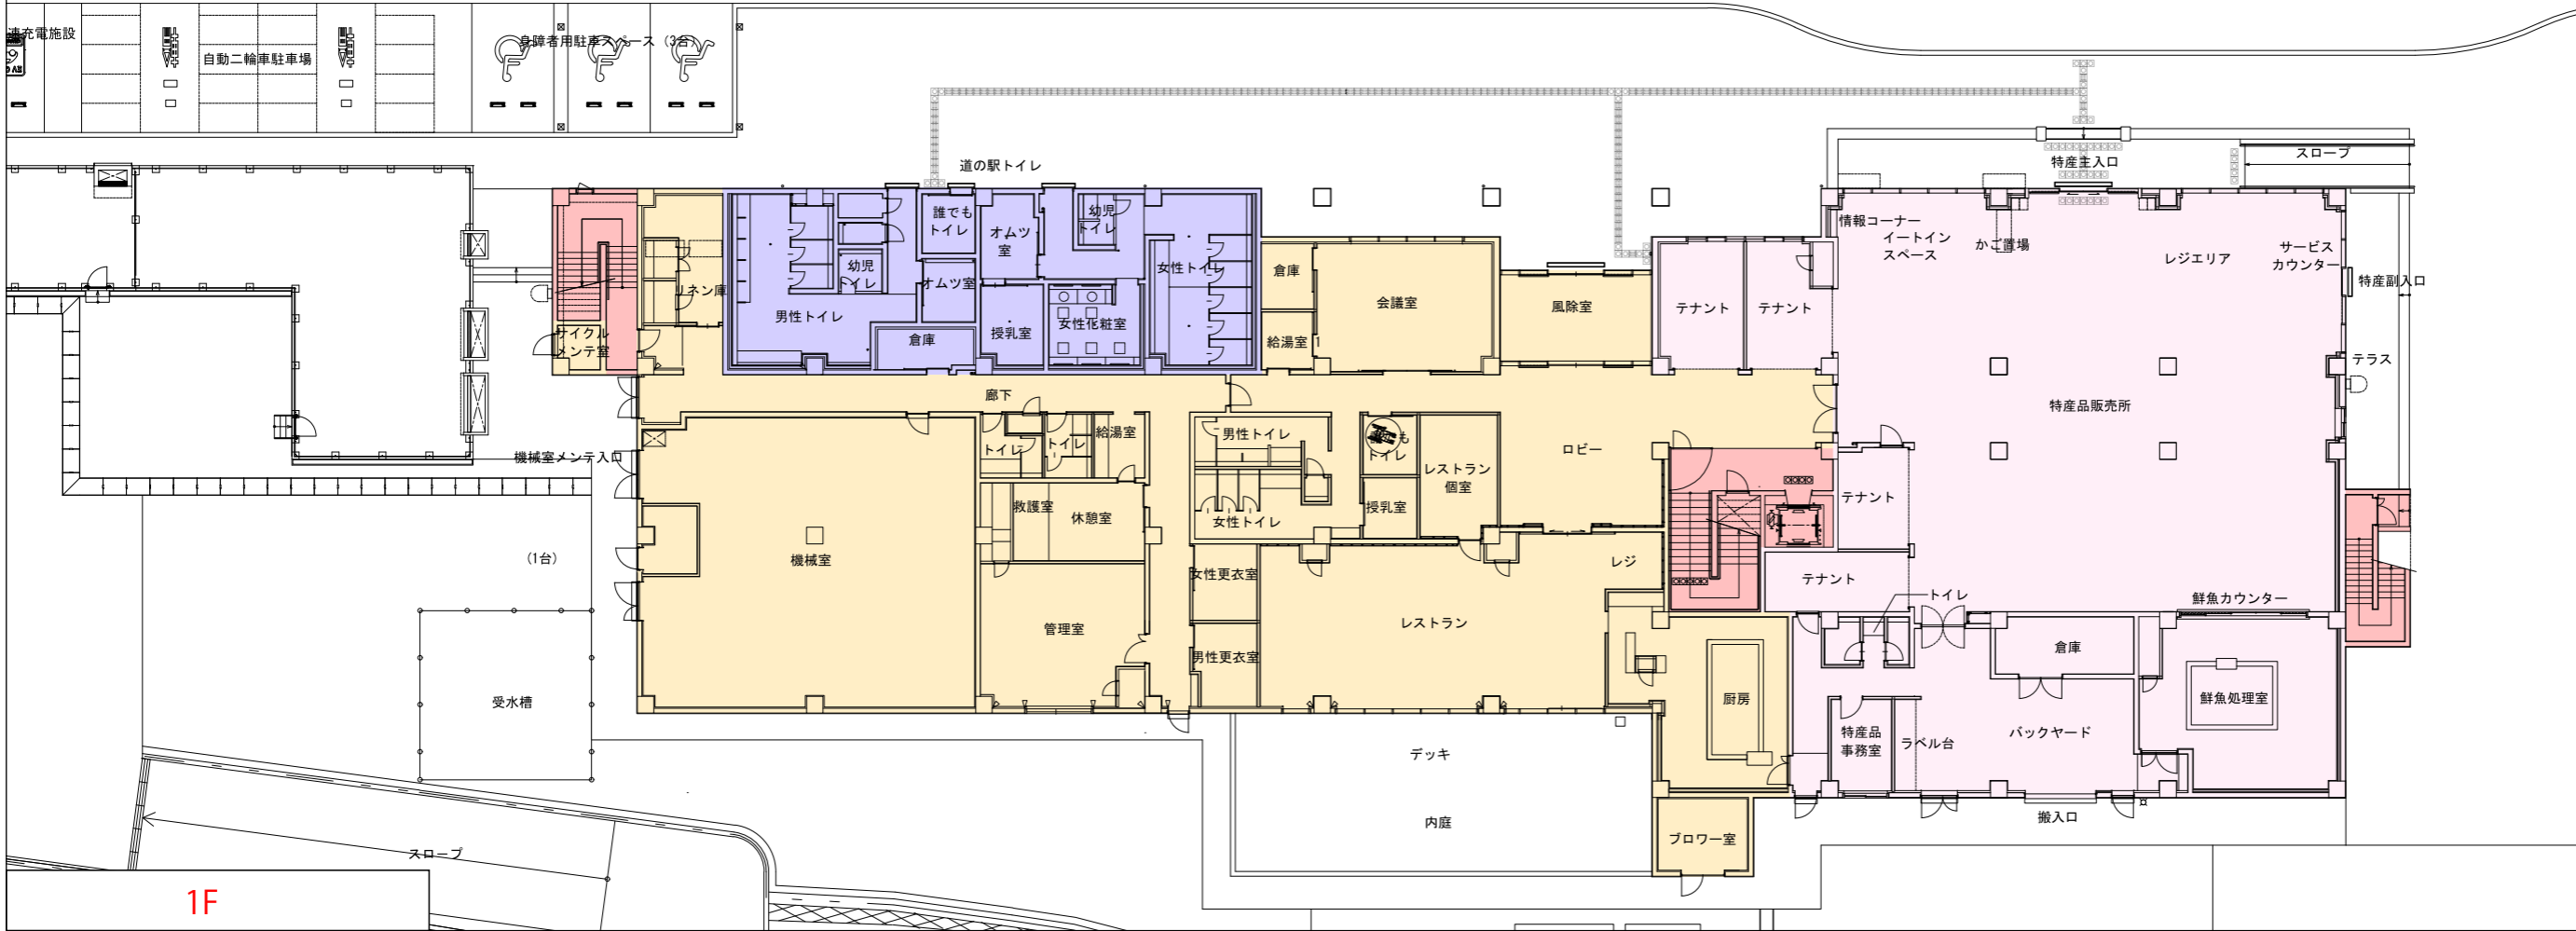 速充電施設
自動二輪車駐車場
身障者用駐車スペース（3台）
道の駅トイレ
特産主入口
スロープ
誰でも
トイレ
オムツ
室
幼児
トイレ
幼児
トイレ
オムツ室
女性トイレ
リネン庫
男性トイレ
倉庫
授乳室
女性化粧室
サイクル
メンテ室
倉庫
給湯室 1
会議室
風除室
テナント
テナント
情報コーナー
イートイン
スペース
かご置場
レジエリア
サービス
カウンター
特産副入口
テラス
特産品販売所
廊下
機械室メンテ入口
トイレ
トイレ
給湯室
男性トイレ
も
トイレ
レストラン
個室
ロビー
テナント
救護室
休憩室
女性トイレ
授乳室
（1台）
機械室
女性更衣室
レジ
テナント
トイレ
鮮魚カウンター
管理室
男性更衣室
レストラン
倉庫
受水槽
厨房
鮮魚処理室
特産品
事務室
ラベル台
バックヤード
デッキ
内庭
搬入口
ブロワー室
スロープ
1F